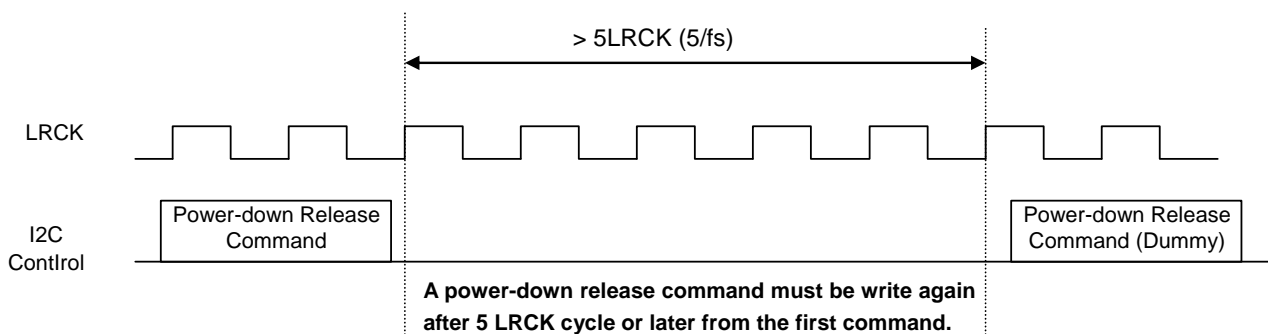 > 5LRCK (5/fs)
LRCK
Power-down Release
Command
Power-down Release
Command (Dummy)
I2C
ContIrol
A power-down release command must be write again
after 5 LRCK cycle or later from the first command.